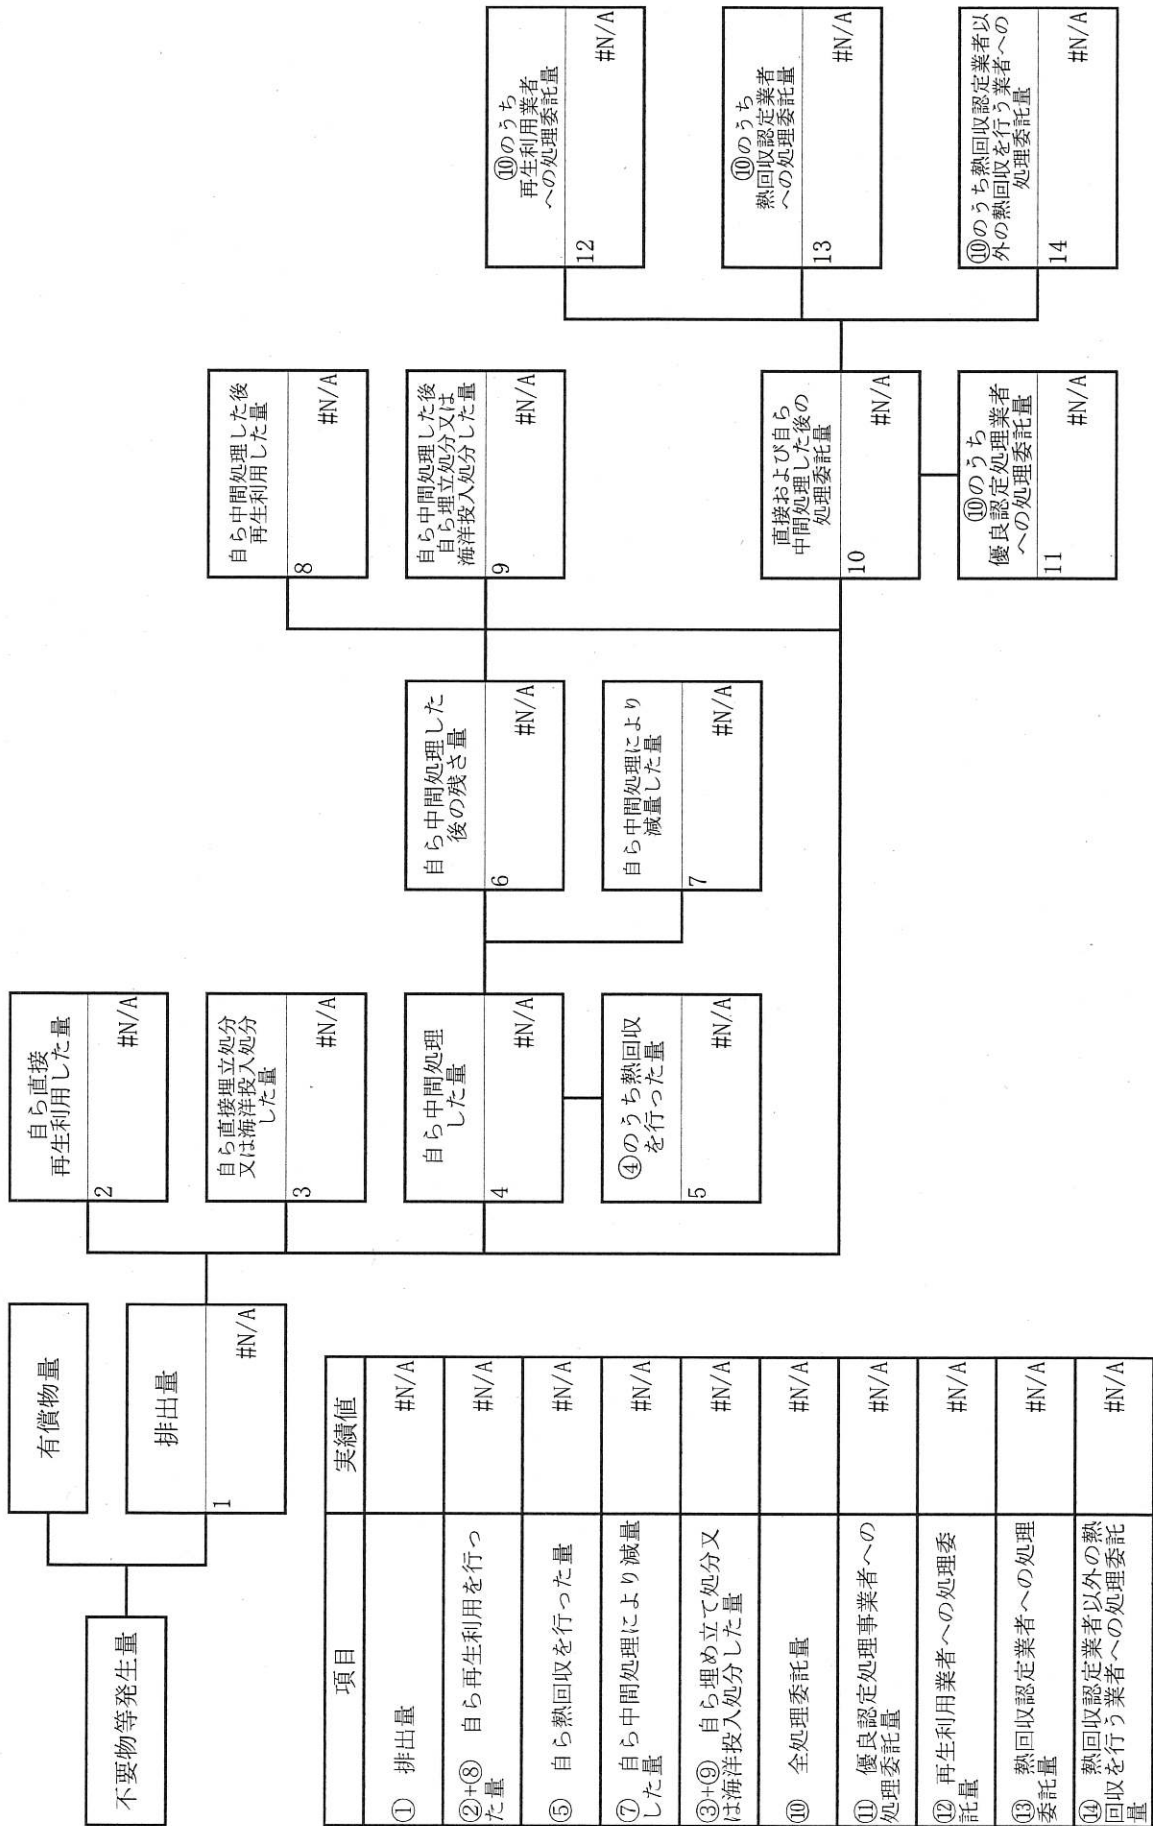 不要物等発生量
有償物量
排出量
1
#N/A
自ら直接
再生利用した量
2
#N/A
自ら直接埋立処分
又は海洋投入処分
した量
3
#N/A
自ら中間処理
した量
4
#N/A
④のうち熱回収
を行った量
5
#N/A
自ら中間処理した
後の残さ量
6
#N/A
自ら中間処理により
減量した量
7
#N/A
自ら中間処理した後
再生利用した量
8
#N/A
自ら中間処理した後
自ら埋立処分又は
海洋投入処分した量
9
#N/A
直接および自ら
中間処理した後の
処理委託量
10
#N/A
⑩のうち
優良認定処理業者
への処理委託量
11
#N/A
⑩のうち
再生利用業者
への処理委託量
12
#N/A
⑩のうち
熱回収認定業者
への処理委託量
13
#N/A
⑩のうち熱回収認定業者以
外の熱回収を行う業者への
処理委託量
14
#N/A
項目 実績値
① 排出量 #N/A
②+⑧ 自ら再生利用を行っ
た量 #N/A
⑤ 自ら熱回収を行った量 #N/A
⑦ 自ら中間処理により減量
した量 #N/A
③+⑨ 自ら埋め立て処分又
は海洋投入処分した量 #N/A
⑩ 全処理委託量 #N/A
⑪ 優良認定処理事業者への
処理委託量 #N/A
⑫ 再生利用業者への処理委
託量 #N/A
⑬ 熱回収認定業者への処理
委託量 #N/A
⑭ 熱回収認定業者以外の熱
回収を行う業者への処理委託
量 #N/A